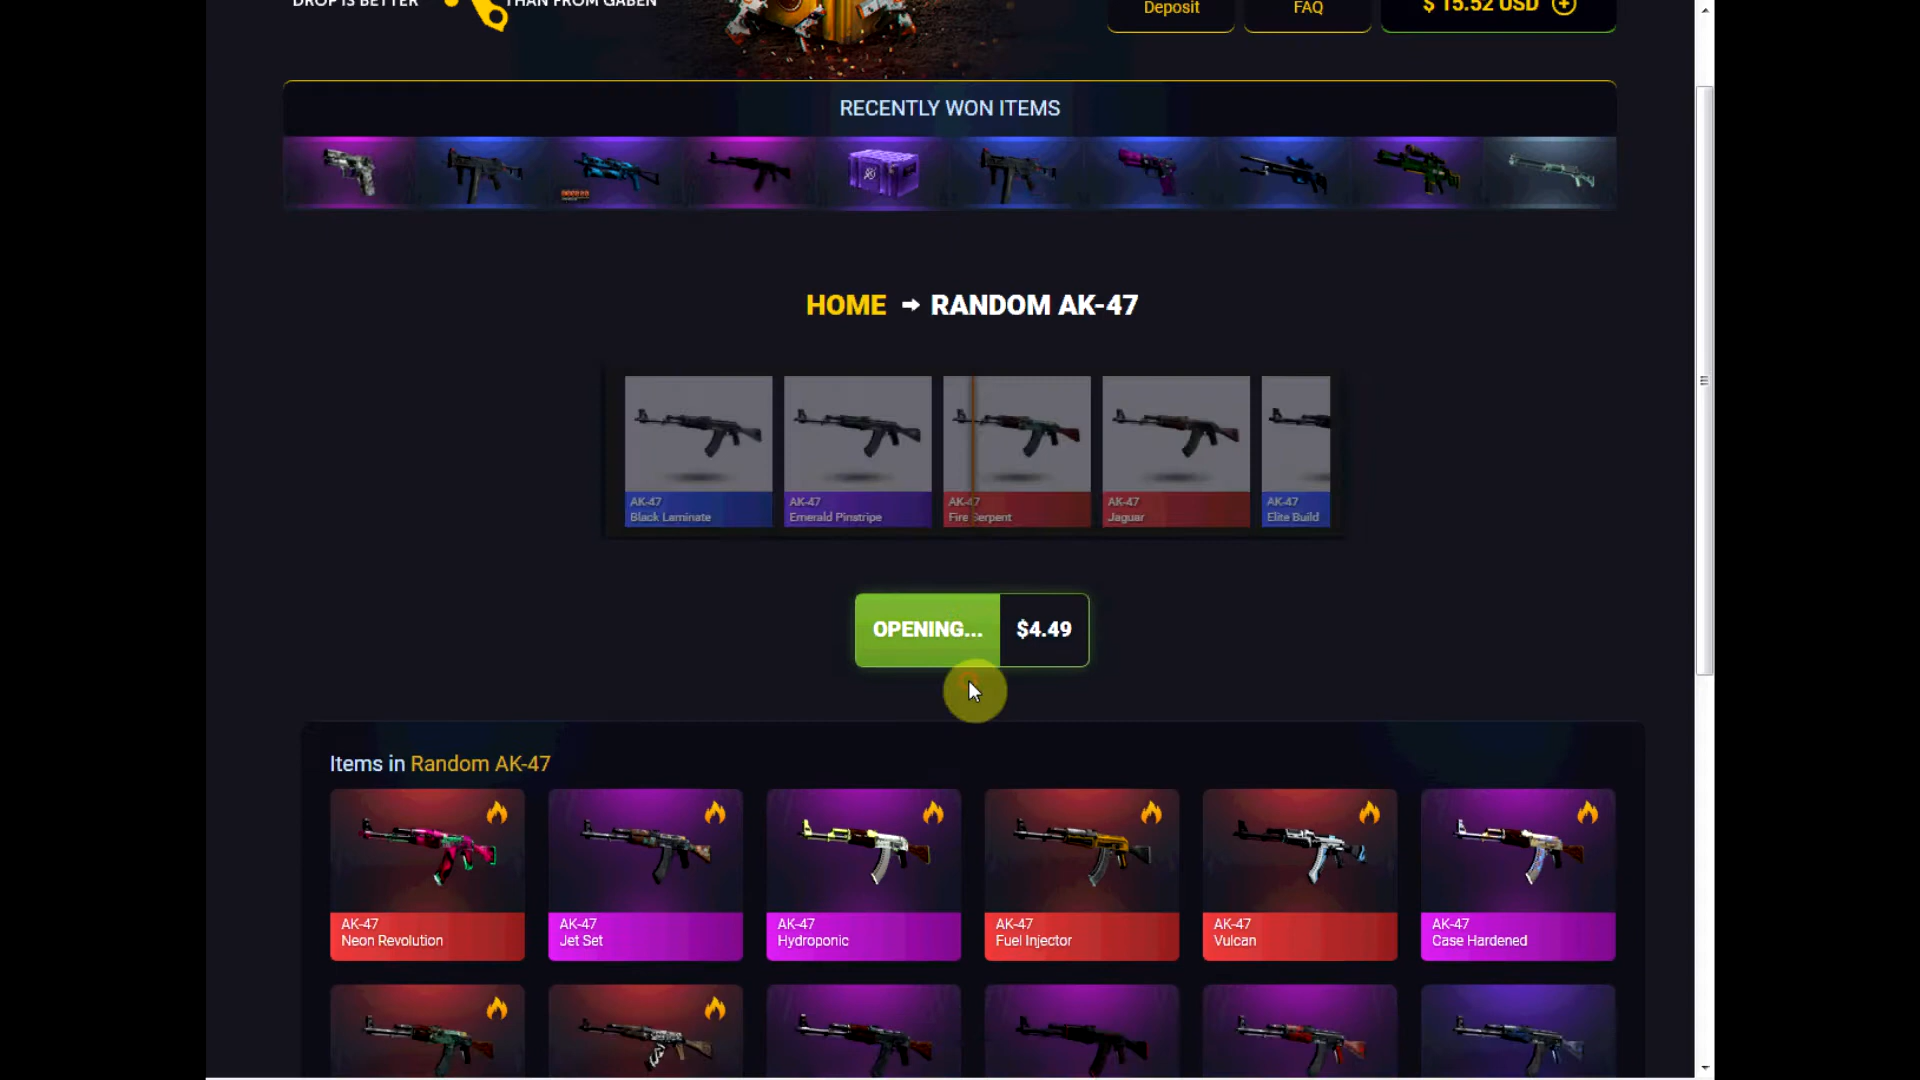 DROP IS BETTER THAN FROM GABEN
Deposit
FAQ
$ 15.52 USD
RECENTLY WON ITEMS
HOME → RANDOM AK-47
AK-47
Black Laminate
AK-47
Emerald Pinstripe
AK-47
Fire Serpent
AK-47
Jaguar
AK-47
Elite Build
OPENING...
$4.49
Items in Random AK-47
AK-47
Neon Revolution
AK-47
Jet Set
AK-47
Hydroponic
AK-47
Fuel Injector
AK-47
Vulcan
AK-47
Case Hardened